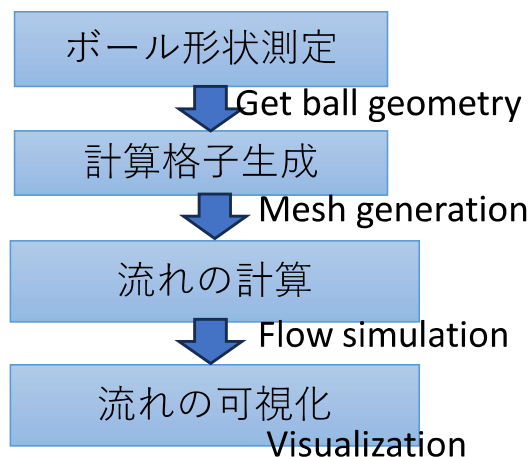 ボール形状測定
Get ball geometry
計算格子生成
Mesh generation
流れの計算
Flow simulation
流れの可視化
Visualization